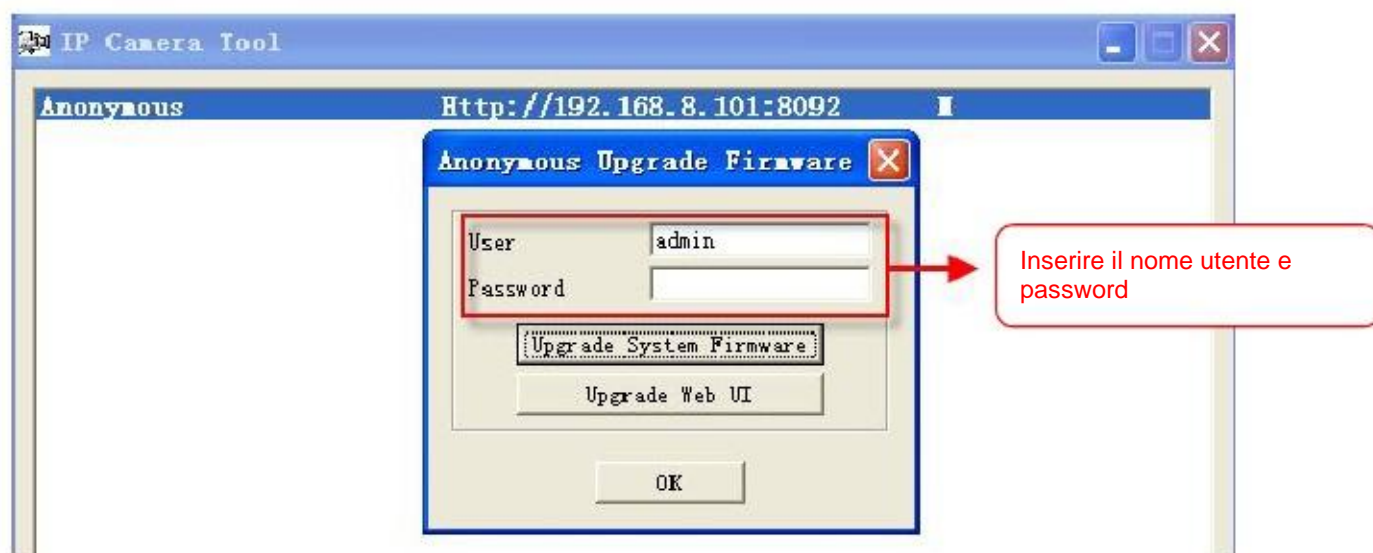 IP Camera Tool
Anonymous Http://192.168.8.101:8092
Anonymous Upgrade Firmware
User admin
Password
Inserire il nome utente e
password
Upgrade System Firmware
Upgrade Web UI
OK